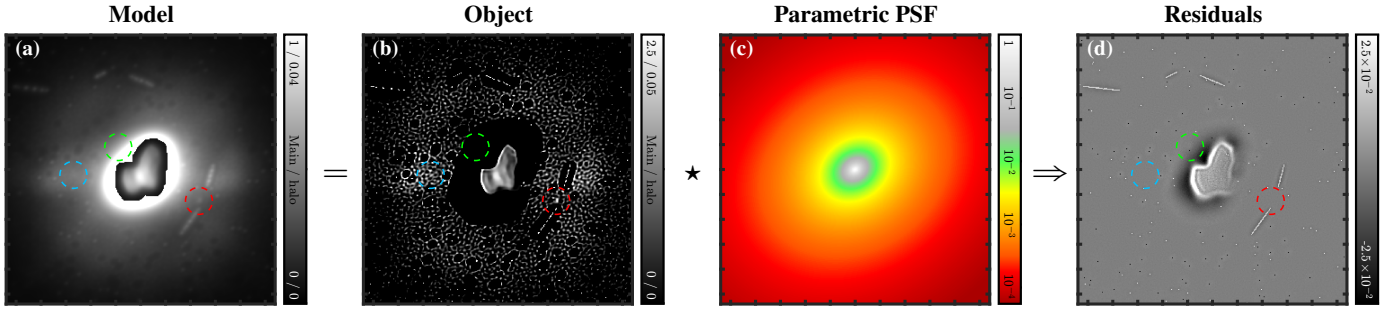 Model
Object
Parametric PSF
Residuals
(a)
1 / 0.04
Main / halo
0 / 0
=
(b)
2.5 / 0.05
Main / halo
0 / 0
★
(c)
1
10⁻¹
10⁻²
10⁻³
10⁻⁴
⇒
(d)
2.5×10⁻²
-2.5×10⁻²